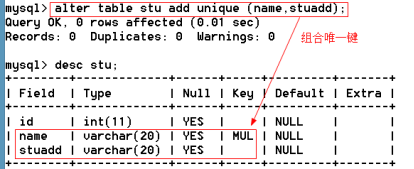 mysql> alter table stu add unique (name,stuadd);
Query OK, 0 rows affected (0.01 sec)
Records: 0  Duplicates: 0  Warnings: 0
组合唯一键
mysql> desc stu;
+--------+-------------+------+-----+---------+-------+
| Field  | Type        | Null | Key | Default | Extra |
+--------+-------------+------+-----+---------+-------+
| id     | int(11)     | YES  |     | NULL    |       |
| name   | varchar(20) | YES  | MUL | NULL    |       |
| stuadd | varchar(20) | YES  |     | NULL    |       |
+--------+-------------+------+-----+---------+-------+